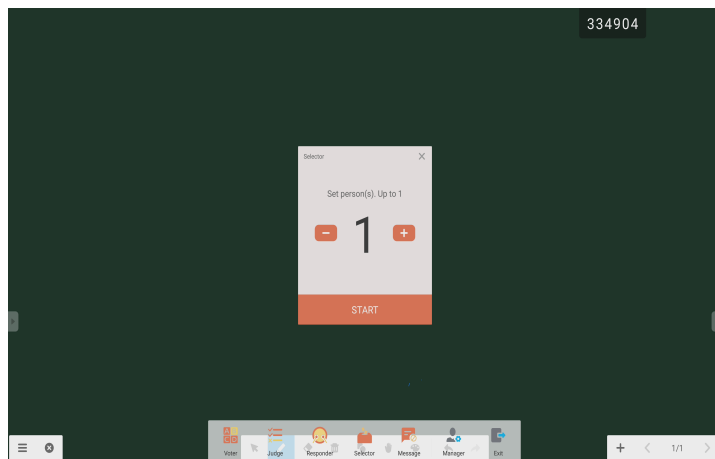 334904
Selector
Set person(s). Up to 1
1
START
Voter Judge Responder Selector Message Manager Exit
1/1